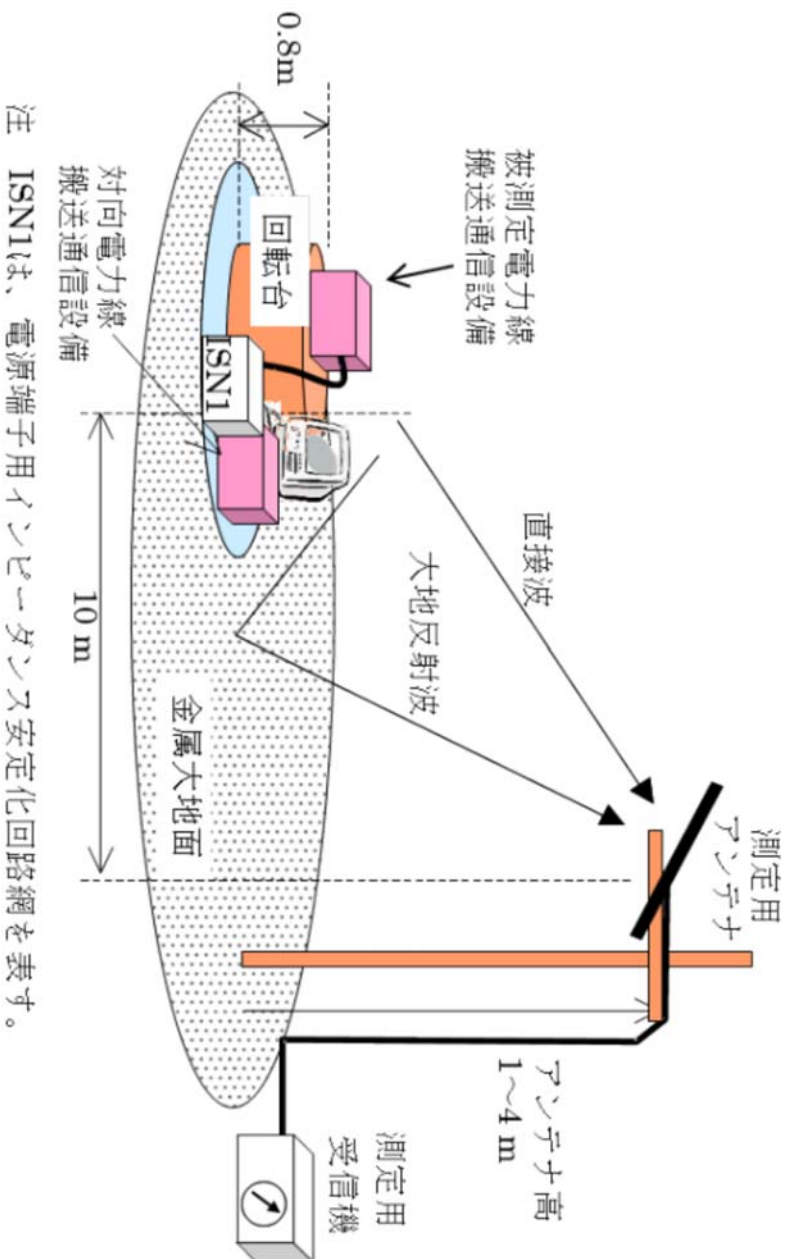 測定用
アンテナ
被測定電力線
搬送通信設備
直接波
大地反射波
アンテナ高
1～4 m
0.8m
回転台
ISN1
測定用
受信機
金属大地面
対向電力線
搬送通信設備
10 m
注　ISN1は、電源端子用インピーダンス安定化回路網を表す。